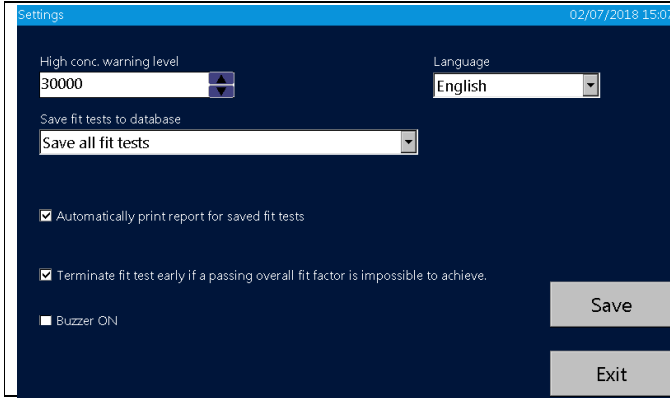 Settings 02/07/2018 15:07
High conc. warning level Language
30000 English
Save fit tests to database
Save all fit tests
Automatically print report for saved fit tests
Terminate fit test early if a passing overall fit factor is impossible to achieve.
Save
Buzzer ON
Exit